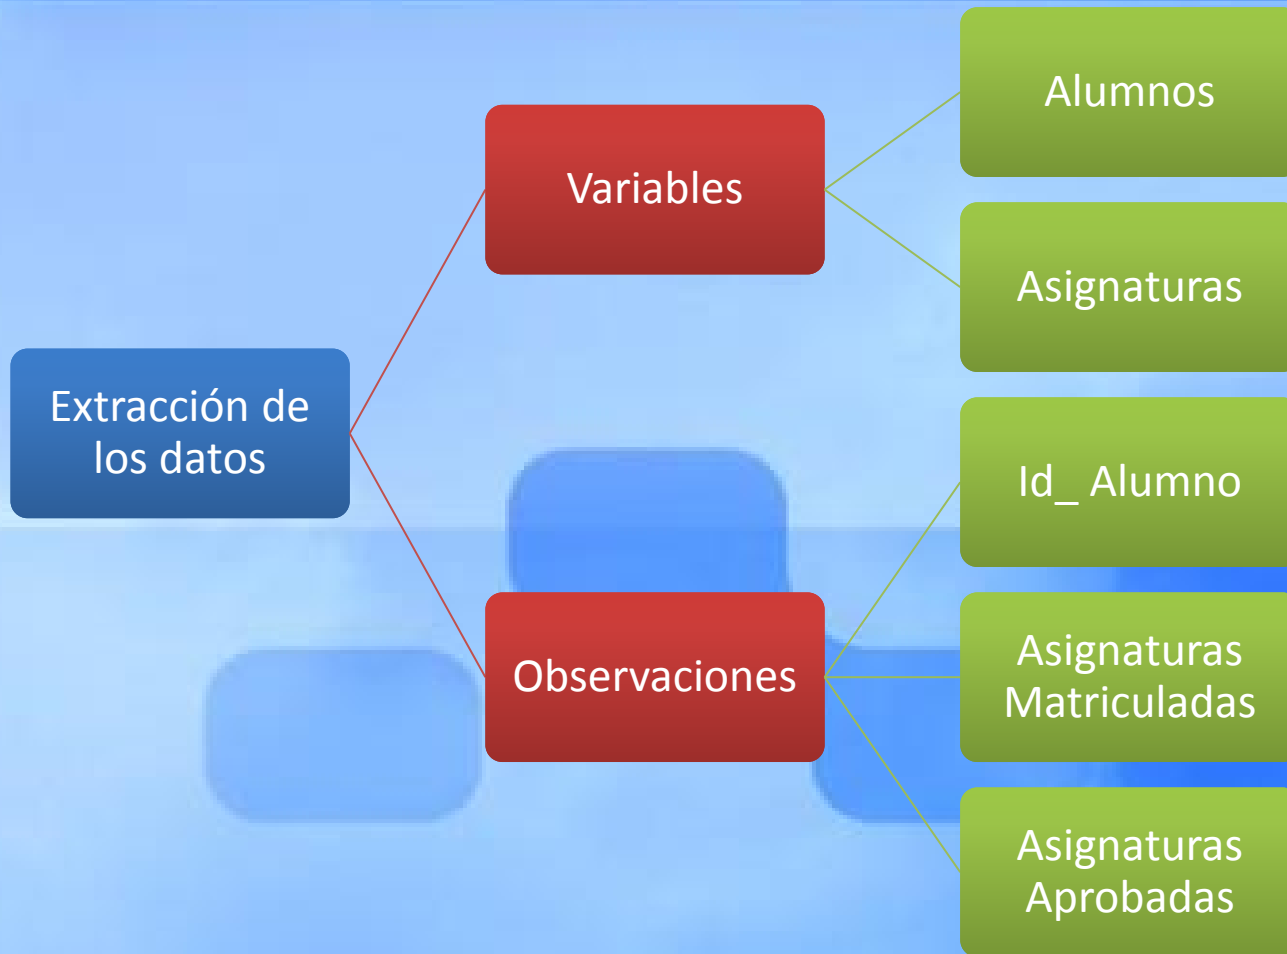 Extracción de
los datos
Variables
Alumnos
Asignaturas
Observaciones
Id_ Alumno
Asignaturas
Matriculadas
Asignaturas
Aprobadas